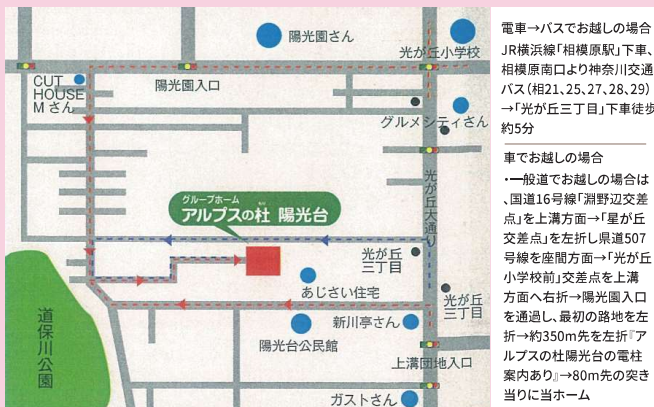 陽光園さん
光が丘小学校
CUT
HOUSE
Mさん
陽光園入口
グルメシティさん
光が丘大通り
グループホーム
アルプスの杜 陽光台
光が丘
三丁目
あじさい住宅
光が丘
三丁目
道保川公園
新川亭さん
陽光台公民館
上溝団地入口
ガストさん
電車→バスでお越しの場合
JR横浜線「相模原駅」下車、
相模原南口より神奈川交通
バス(相21、25、27、28、29)
→「光が丘三丁目」下車徒歩
約5分
車でお越しの場合
・一般道でお越しの場合は
、国道16号線「淵野辺交差
点」を上溝方面→「星が丘
交差点」を左折し県道507
号線を座間方面→「光が丘
小学校前」交差点を上溝
方面へ右折→陽光園入口
を通過し、最初の路地を左
折→約350m先を左折『ア
ルプスの杜陽光台の電柱
案内あり』→80m先の突き
当りに当ホーム